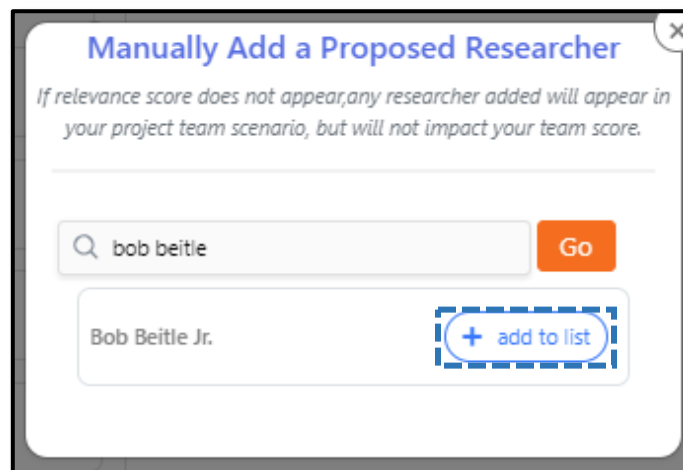 Manually Add a Proposed Researcher
If relevance score does not appear,any researcher added will appear in
your project team scenario, but will not impact your team score.
bob beitle
Go
Bob Beitle Jr.
+ add to list